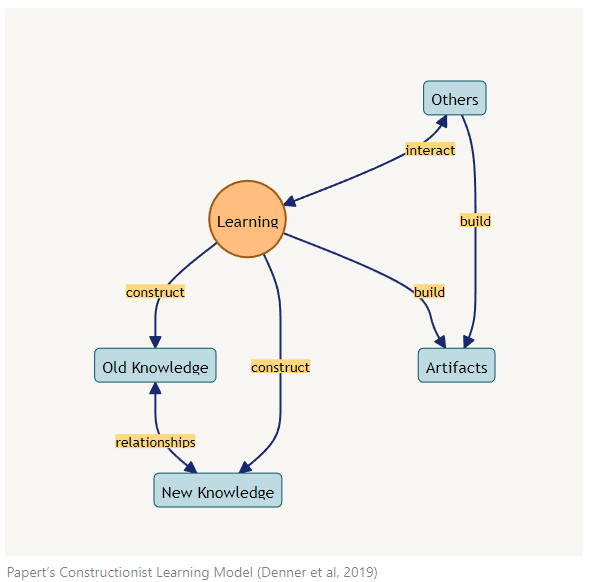 Others
interact
Learning
build
construct
build
Old Knowledge
construct
Artifacts
relationships
New Knowledge
Papert's Constructionist Learning Model (Denner et al, 2019)